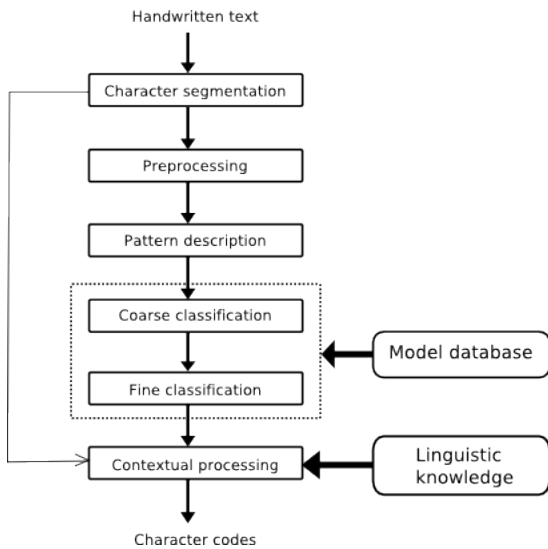 Handwritten text
Character segmentation
Preprocessing
Pattern description
Coarse classification
Model database
Fine classification
Contextual processing
Linguistic
knowledge
Character codes